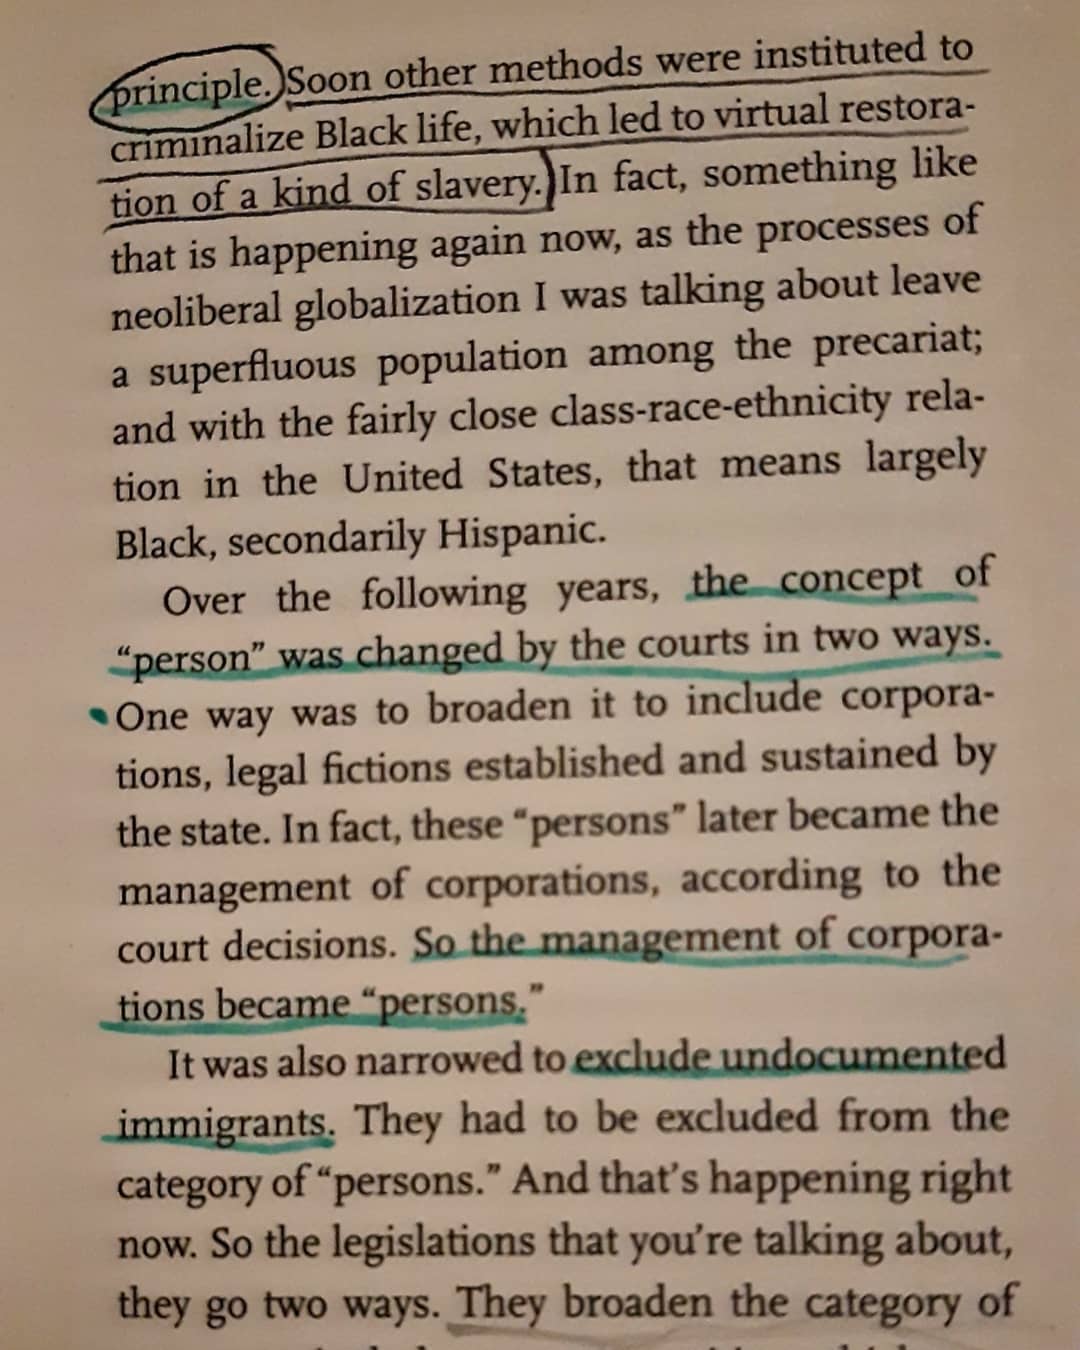 principle. Soon other methods were instituted to
criminalize Black life, which led to virtual restora-
tion of a kind of slavery. In fact, something like
that is happening again now, as the processes of
neoliberal globalization I was talking about leave
a superfluous population among the precariat;
and with the fairly close class-race-ethnicity rela-
tion in the United States, that means largely
Black, secondarily Hispanic.
Over the following years, the concept of
“person” was changed by the courts in two ways.
One way was to broaden it to include corpora-
tions, legal fictions established and sustained by
the state. In fact, these “persons” later became the
management of corporations, according to the
court decisions. So the management of corpora-
tions became “persons.”
It was also narrowed to exclude undocumented
immigrants. They had to be excluded from the
category of “persons.” And that’s happening right
now. So the legislations that you’re talking about,
they go two ways. They broaden the category of